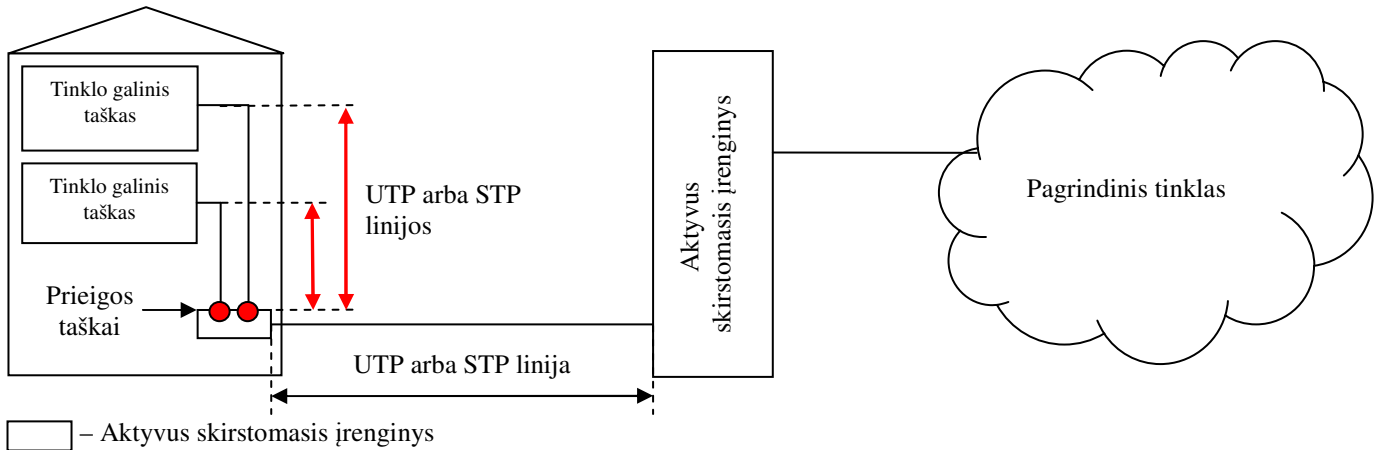 Tinklo galinis
taškas
Tinklo galinis
taškas
UTP arba STP
linijos
Prieigos
taškai
UTP arba STP linija
Aktyvus
skirstomasis įrenginys
Pagrindinis tinklas
– Aktyvus skirstomasis įrenginys